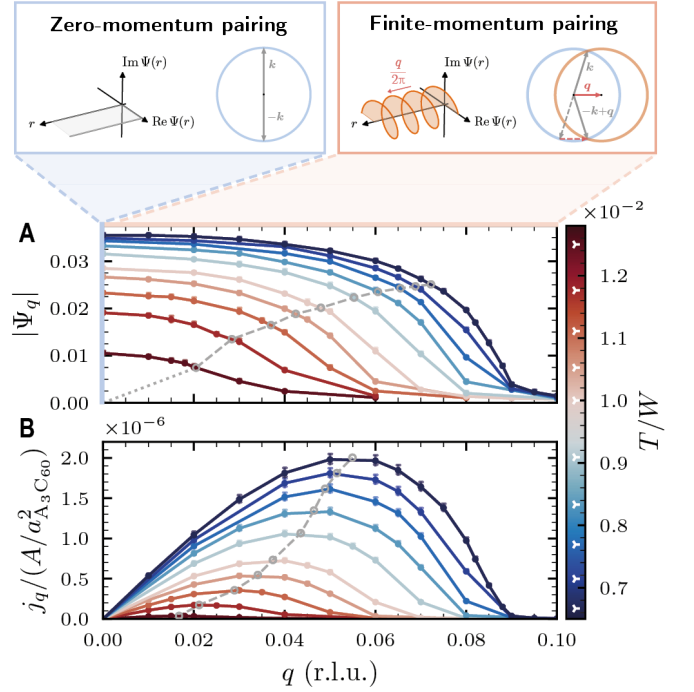 Zero-momentum pairing
Im Ψ(r)
r
Re Ψ(r)
k
−k
Finite-momentum pairing
q
2π
Im Ψ(r)
r
Re Ψ(r)
k
q
−k+q
A
|Ψ_q|
0.03
0.02
0.01
0.00
B
×10⁻⁶
j_q/(A/a²_{A₃C₆₀})
2.0
1.5
1.0
0.5
0.0
0.00 0.02 0.04 0.06 0.08 0.10
q (r.l.u.)
×10⁻²
1.2
1.1
1.0
0.9
0.8
0.7
T/W